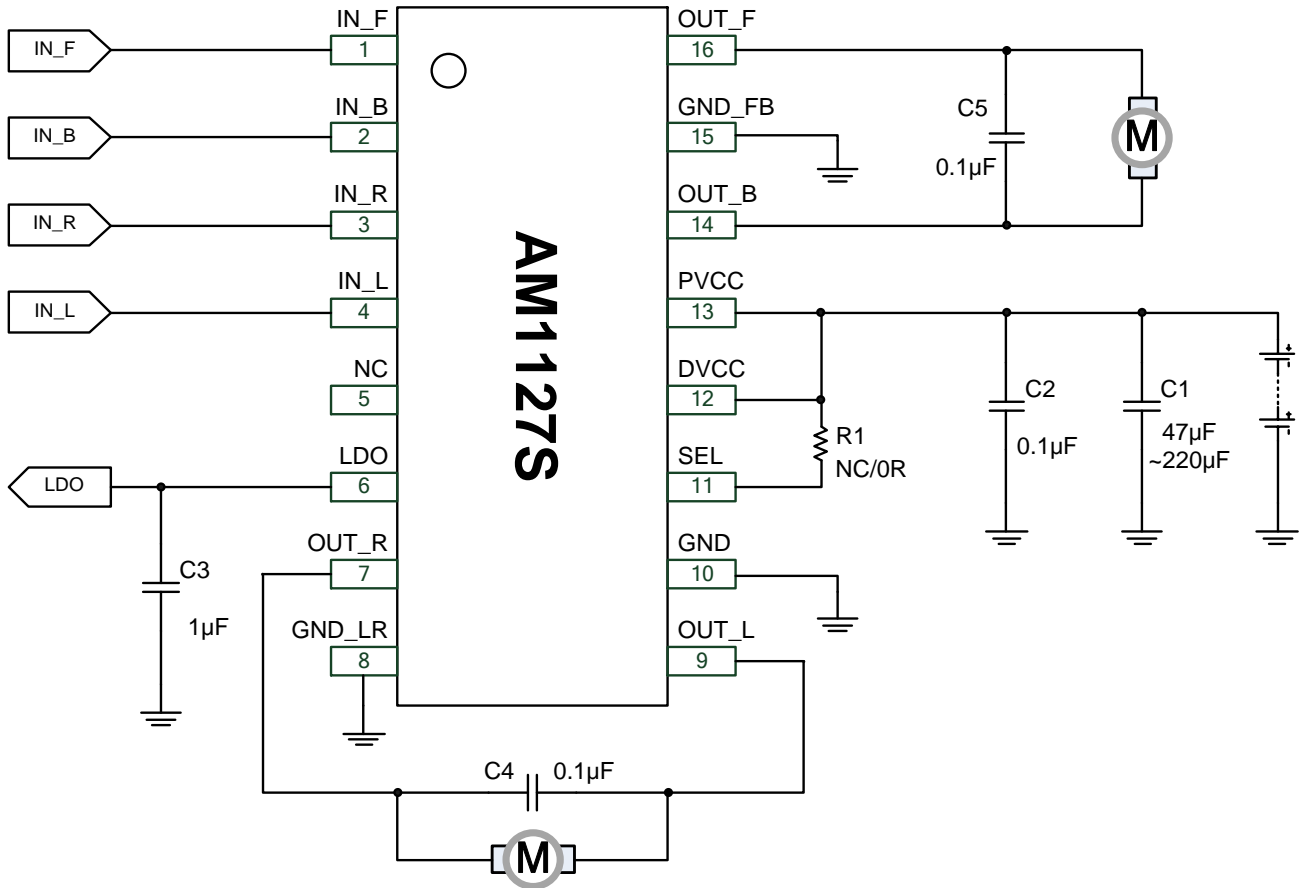 IN_F
IN_F
1
IN_B
IN_B
2
IN_R
IN_R
3
IN_L
IN_L
4
NC
5
LDO
LDO
6
C3
1µF
OUT_R
7
GND_LR
8
AM1127S
OUT_F
16
GND_FB
15
OUT_B
14
C5
0.1µF
M
PVCC
13
DVCC
12
R1
NC/0R
SEL
11
GND
10
OUT_L
9
C2
0.1µF
C1
47µF
~220µF
C4 0.1µF
M